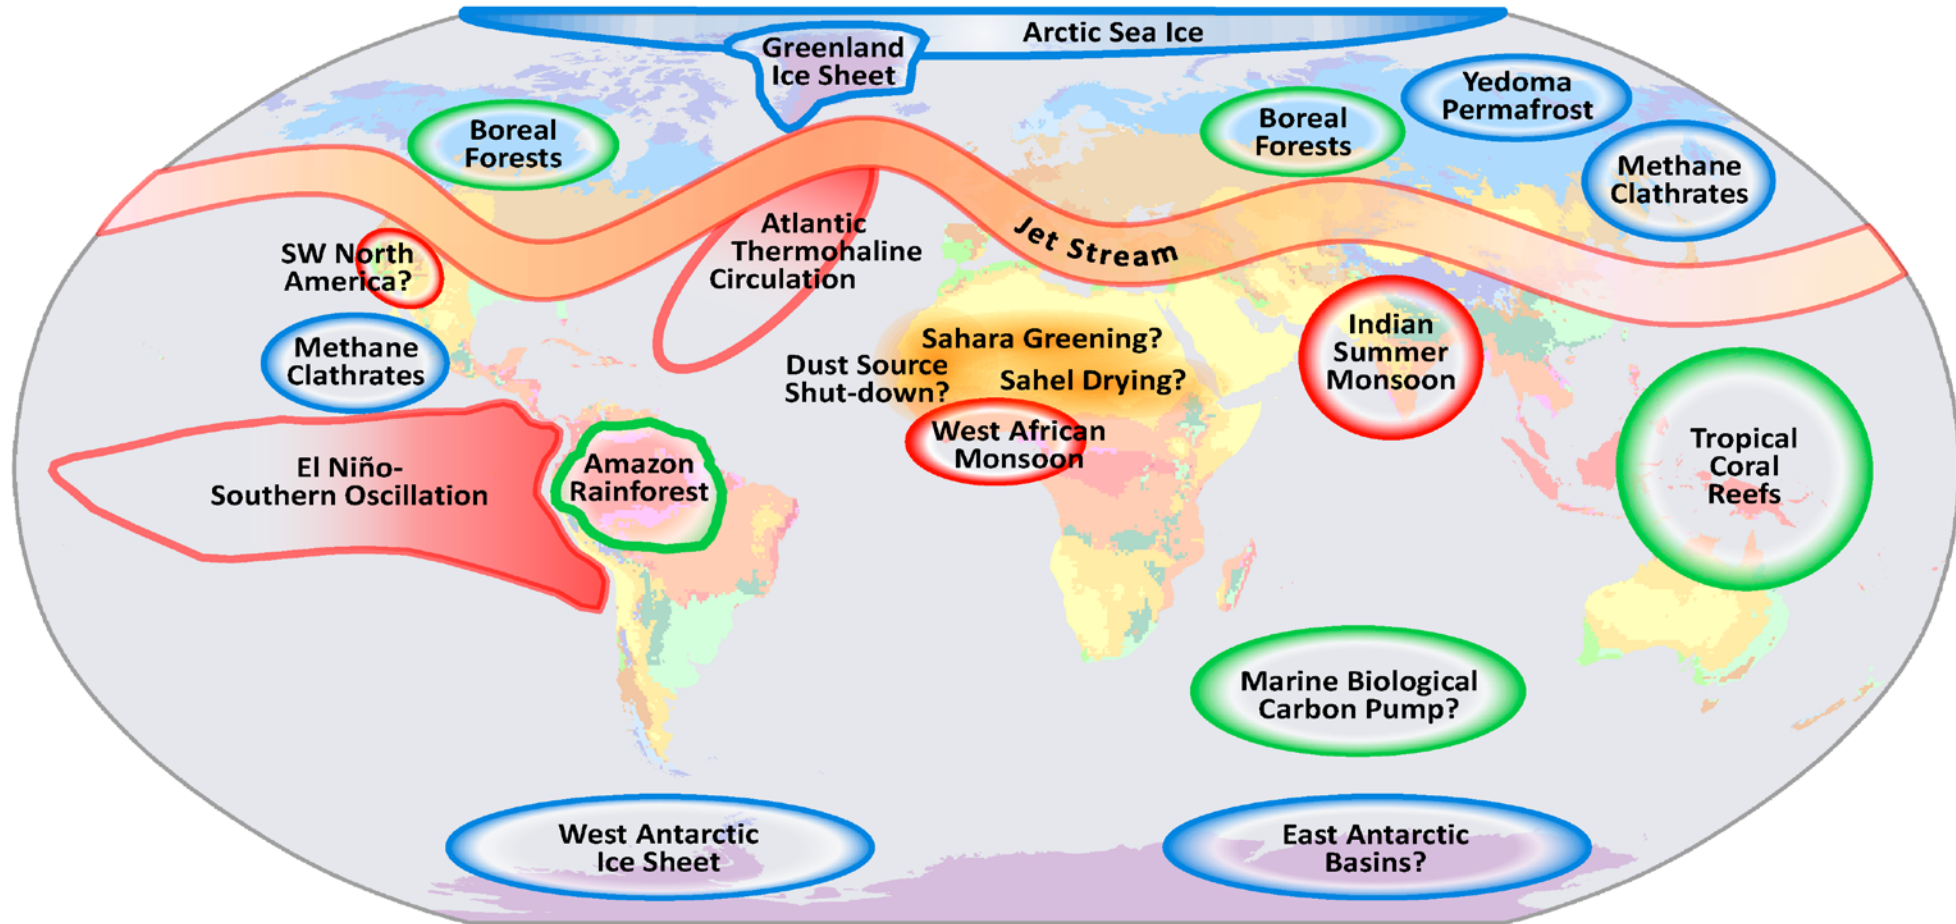 Arctic Sea Ice
Greenland
Ice Sheet
Yedoma
Permafrost
Boreal
Forests
Boreal
Forests
Methane
Clathrates
Atlantic
Thermohaline
Circulation
Jet Stream
SW North
America?
Methane
Clathrates
Sahara Greening?
Dust Source
Shut-down?
Sahel Drying?
Indian
Summer
Monsoon
West African
Monsoon
El Niño-
Southern Oscillation
Amazon
Rainforest
Tropical
Coral
Reefs
Marine Biological
Carbon Pump?
West Antarctic
Ice Sheet
East Antarctic
Basins?